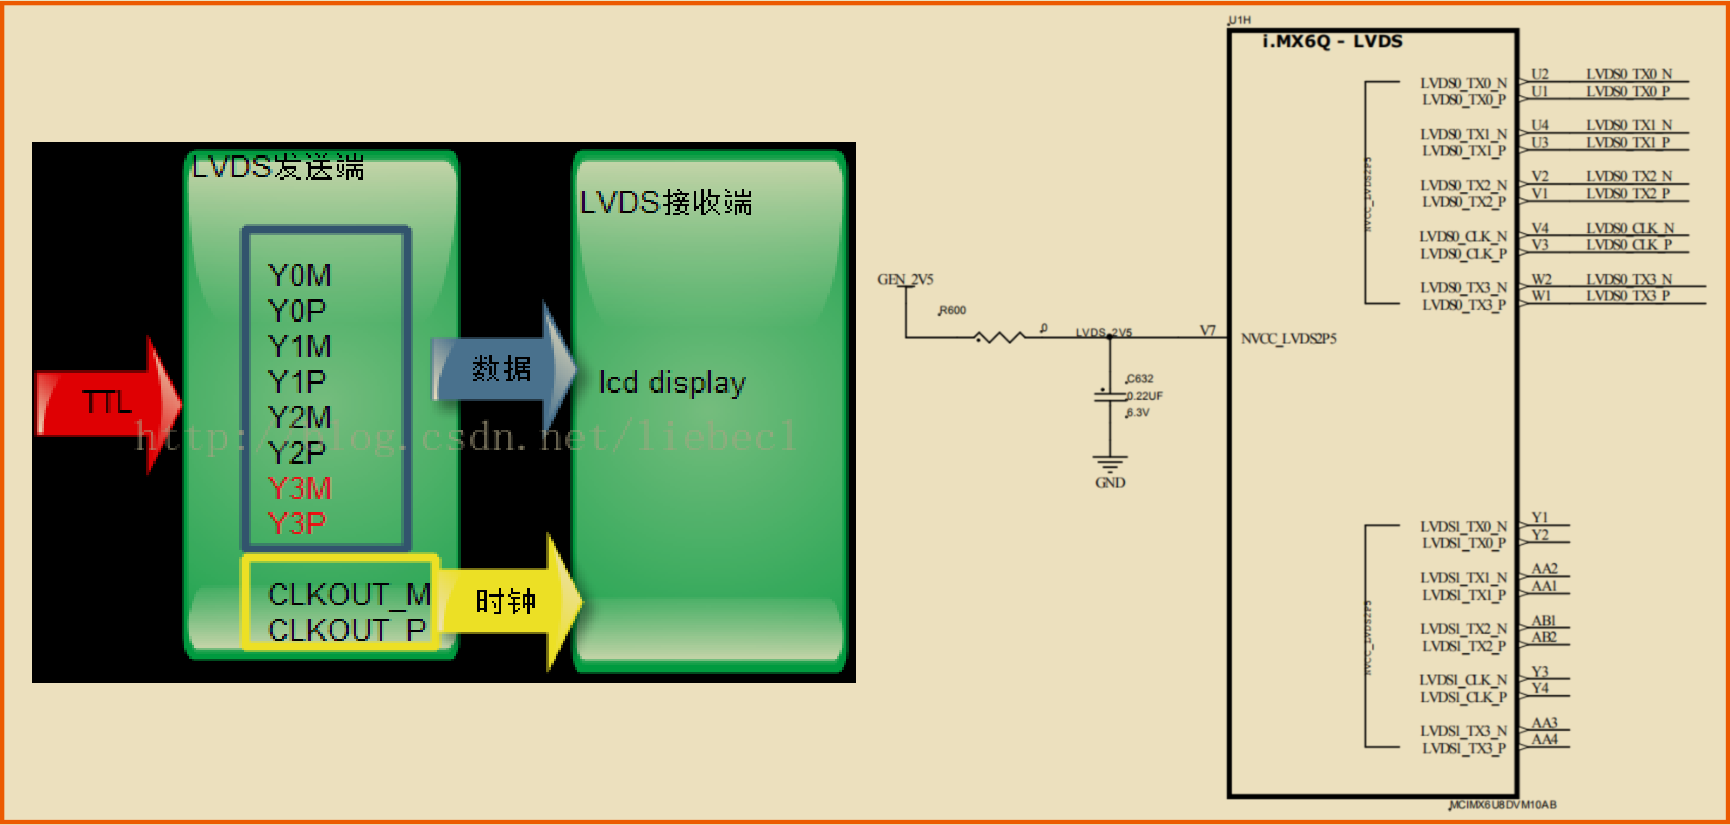 LVDS发送端
Y0M
Y0P
Y1M
Y1P
Y2M
Y2P
Y3M
Y3P
CLKOUT_M
CLKOUT_P
TTL
数据
时钟
LVDS接收端
lcd display
http://blog.csdn.net/liebecl
GEN_2V5
R600
0
LVDS_2V5
V7
C632
0.22UF
6.3V
GND
U1H
i.MX6Q - LVDS
NVCC_LVDS2P5
NVCC_LVDS2P5
LVDS0_TX0_N U2 LVDS0_TX0_N
LVDS0_TX0_P U1 LVDS0_TX0_P
LVDS0_TX1_N U4 LVDS0_TX1_N
LVDS0_TX1_P U3 LVDS0_TX1_P
LVDS0_TX2_N V2 LVDS0_TX2_N
LVDS0_TX2_P V1 LVDS0_TX2_P
LVDS0_CLK_N V4 LVDS0_CLK_N
LVDS0_CLK_P V3 LVDS0_CLK_P
LVDS0_TX3_N W2 LVDS0_TX3_N
LVDS0_TX3_P W1 LVDS0_TX3_P
NVCC_LVDS2P5
LVDS1_TX0_N Y1
LVDS1_TX0_P Y2
LVDS1_TX1_N AA2
LVDS1_TX1_P AA1
LVDS1_TX2_N AB1
LVDS1_TX2_P AB2
LVDS1_CLK_N Y3
LVDS1_CLK_P Y4
LVDS1_TX3_N AA3
LVDS1_TX3_P AA4
MCIMX6U8DVM10AB